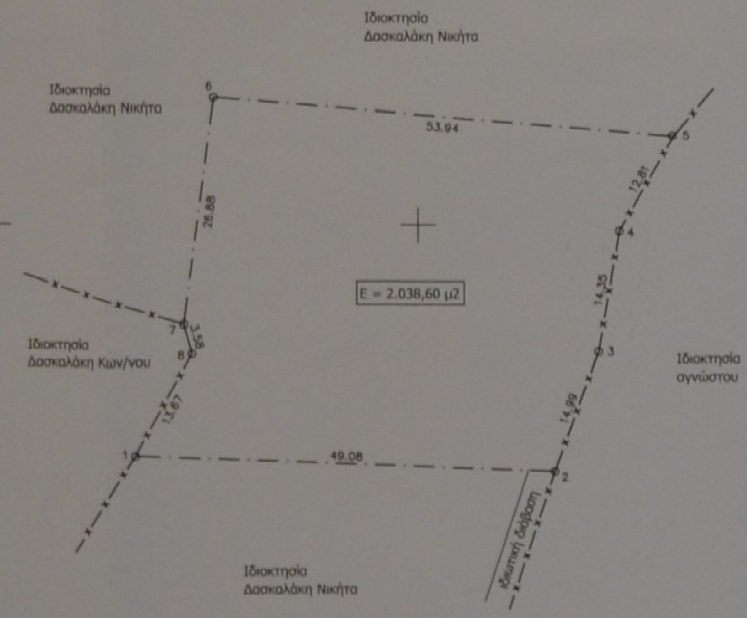 Ιδιοκτησία
Δασκαλάκη Νικήτα
Ιδιοκτησία
Δασκαλάκη Νικήτα
6
53.94
5
12.81
26.88
4
14.35
E = 2.038,60 μ2
7
3.58
8
3
Ιδιοκτησία
Δασκαλάκη Κων/νου
Ιδιοκτησία
αγνώστου
13.67
14.99
1
49.08
2
Ιδιωτική διάβαση
Ιδιοκτησία
Δασκαλάκη Νικήτα